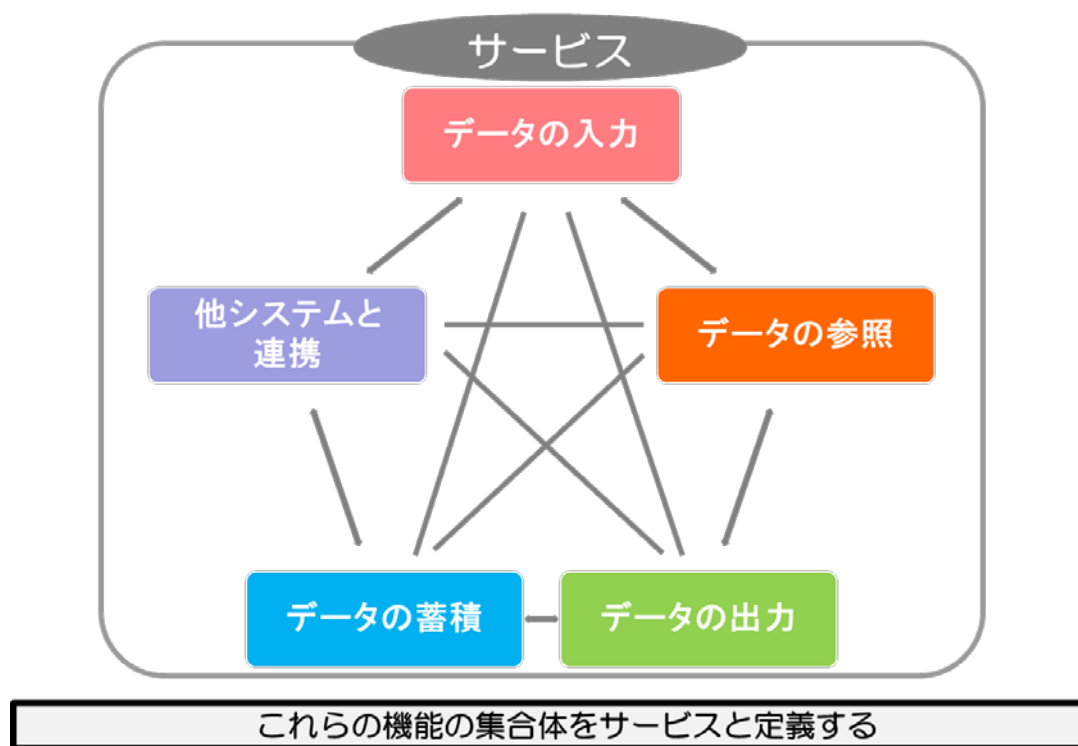 サービス
データの入力
他システムと
連携
データの参照
データの蓄積
データの出力
これらの機能の集合体をサービスと定義する